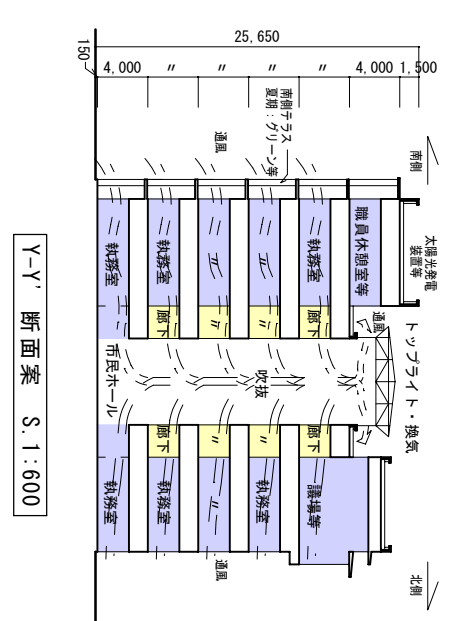 25,650
4,000 〃 〃 〃 〃 4,000 1,500
150
南側
太陽光発電
装置等
トップライト・換気
北側
南側テラス
夏期：グリーン等
通風
通風
職員休憩室等
執務室 廊下
〃 〃
〃 〃
執務室 廊下
執務室
市民ホール
吹抜
廊下 議場等
〃 執務室
〃 〃
廊下 執務室
執務室
通風
Y-Y' 断面案 S.1:600